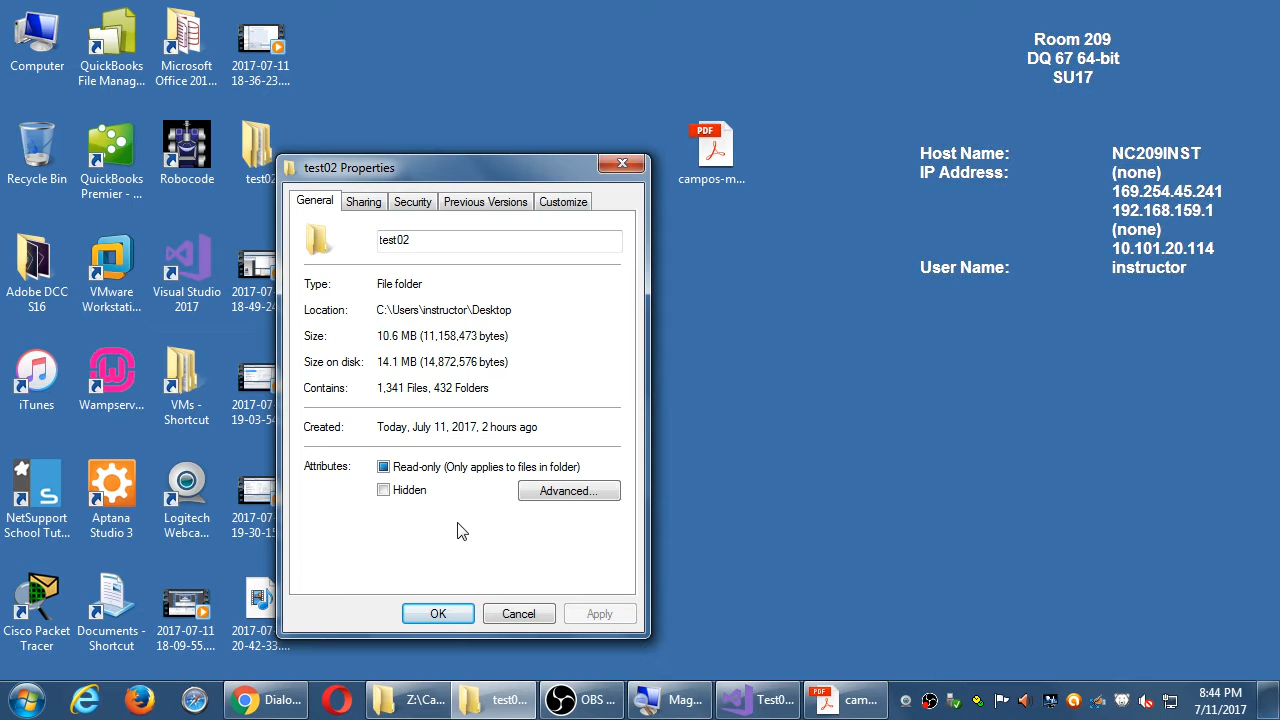 Computer
QuickBooks
File Manag...
Microsoft
Office 201...
2017-07-11
18-36-23....
Room 209
DQ 67 64-bit
SU17
Recycle Bin
QuickBooks
Premier - ...
Robocode
test02
campos-m...
Host Name: NC209INST
IP Address: (none)
169.254.45.241
192.168.159.1
(none)
10.101.20.114
User Name: instructor
test02 Properties
General Sharing Security Previous Versions Customize
test02
Type: File folder
Location: C:\Users\instructor\Desktop
Size: 10.6 MB (11,158,473 bytes)
Size on disk: 14.1 MB (14,872,576 bytes)
Contains: 1,341 Files, 432 Folders
Created: Today, July 11, 2017, 2 hours ago
Attributes: Read-only (Only applies to files in folder)
Hidden Advanced...
OK Cancel Apply
Adobe DCC
S16
VMware
Workstati...
Visual Studio
2017
2017-07
18-49-24
iTunes
Wampserv...
VMs -
Shortcut
2017-07
19-03-54
NetSupport
School Tut...
Aptana
Studio 3
Logitech
Webca...
2017-07
19-30-15
Cisco Packet
Tracer
Documents -
Shortcut
2017-07-11
18-09-55....
2017-07
20-42-33....
Dialo...
Z:\Ca...
test0...
OBS ...
Mag...
Test0...
PDF
cam...
8:44 PM
7/11/2017
PDF